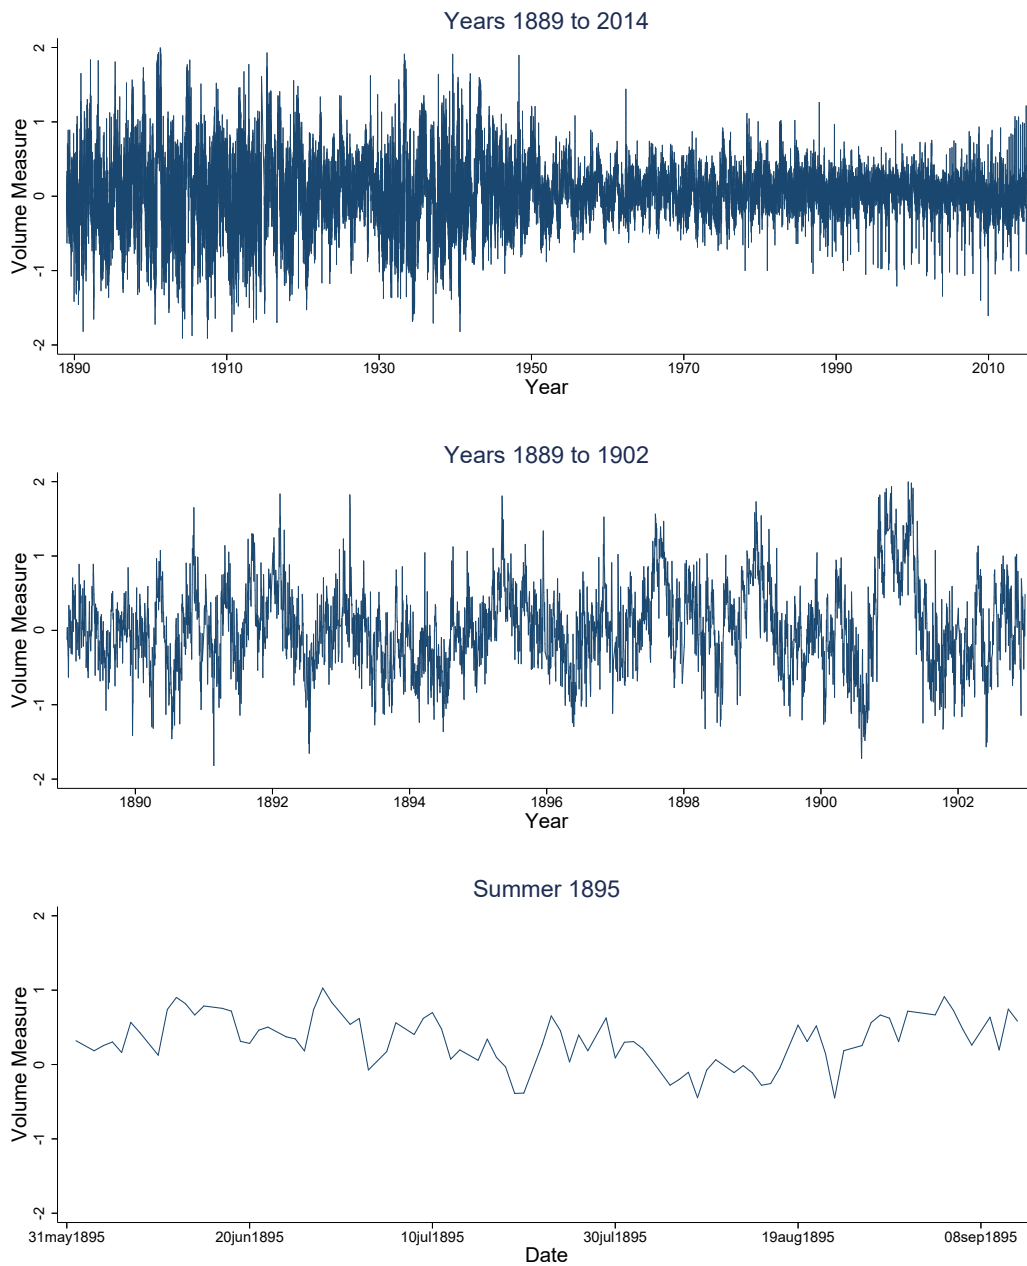 Years 1889 to 2014
Volume Measure
2
1
0
-1
-2
1890 1910 1930 1950 1970 1990 2010
Year
Years 1889 to 1902
Volume Measure
2
1
0
-1
-2
1890 1892 1894 1896 1898 1900 1902
Year
Summer 1895
Volume Measure
2
1
0
-1
-2
31may1895 20jun1895 10jul1895 30jul1895 19aug1895 08sep1895
Date